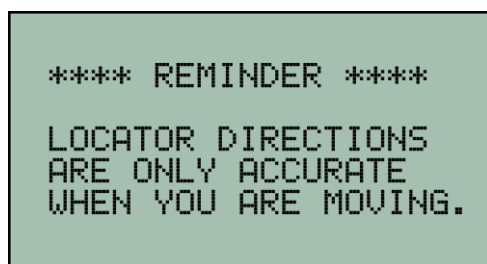 **** REMINDER ****
LOCATOR DIRECTIONS
ARE ONLY ACCURATE
WHEN YOU ARE MOVING.